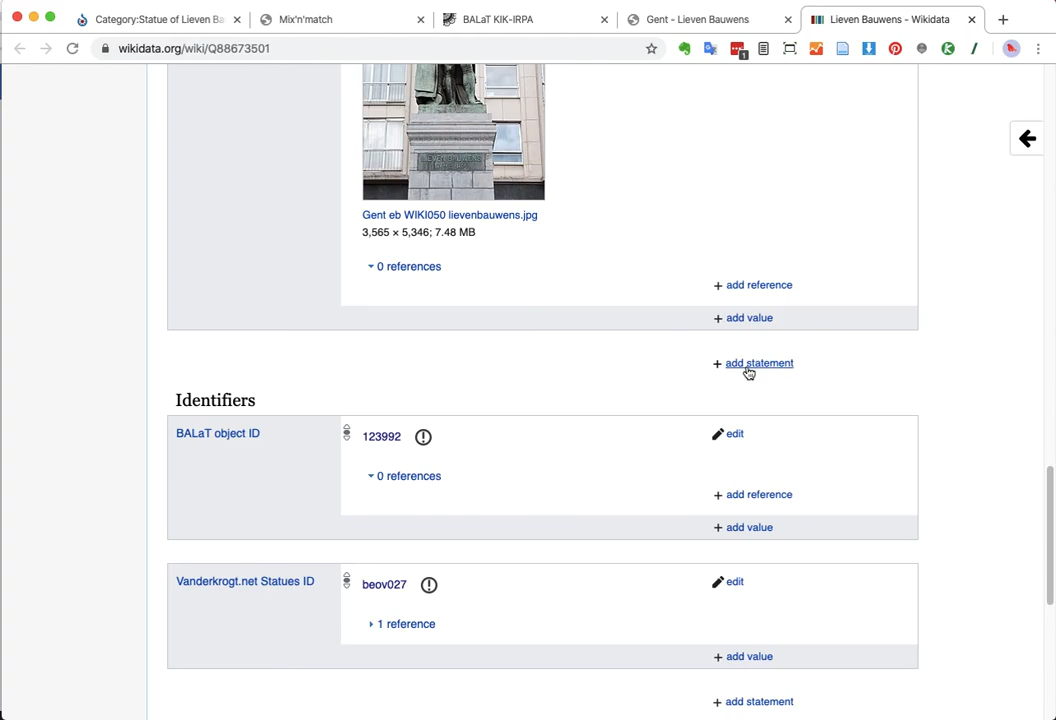 Category:Statue of Lieven Ba
Mix'n'match
BALaT KIK-IRPA
Gent - Lieven Bauwens
Lieven Bauwens - Wikidata
wikidata.org/wiki/Q88673501
1
Gent eb WIKI050 lievenbauwens.jpg
3,565 × 5,346; 7.48 MB
0 references
+ add reference
+ add value
+ add statement
Identifiers
BALaT object ID
123992
edit
0 references
+ add reference
+ add value
Vanderkrogt.net Statues ID
beov027
edit
1 reference
+ add value
+ add statement